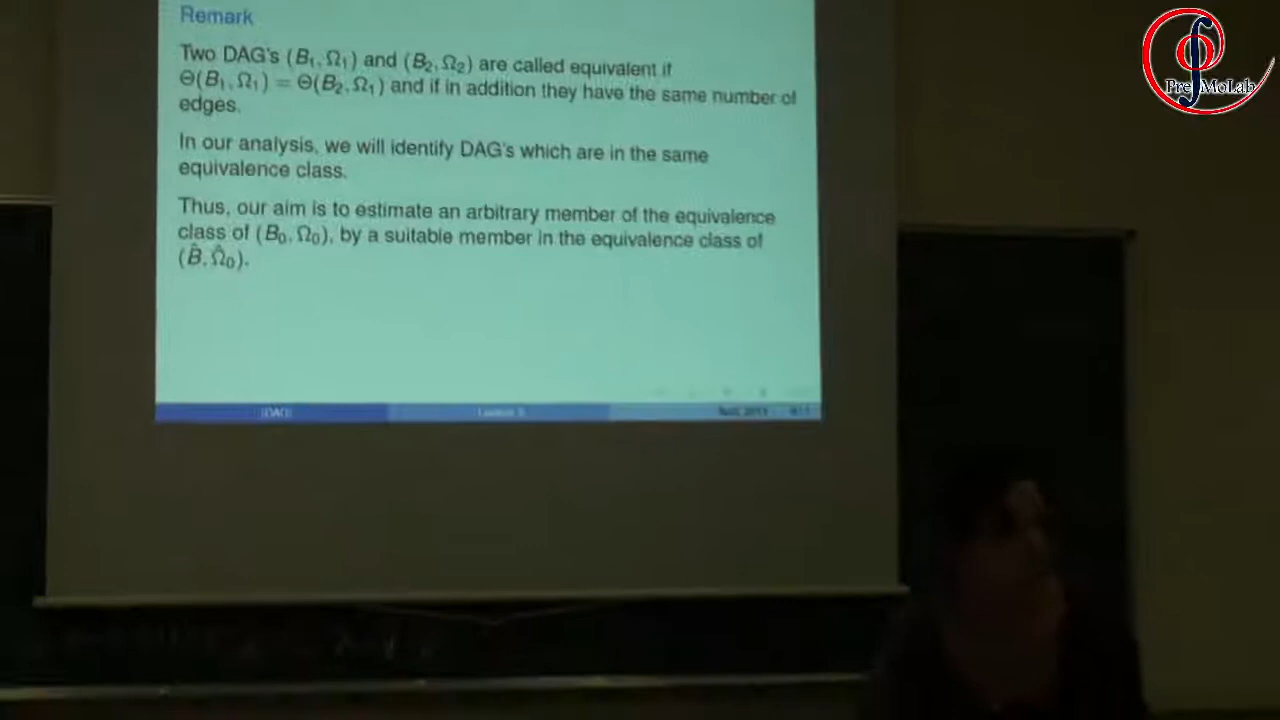 Remark
Two DAG's (B₁, Ω₁) and (B₂, Ω₂) are called equivalent if
Θ(B₁, Ω₁) = Θ(B₂, Ω₁) and if in addition they have the same number of
edges.
In our analysis, we will identify DAG's which are in the same
equivalence class.
Thus, our aim is to estimate an arbitrary member of the equivalence
class of (B₀, Ω₀), by a suitable member in the equivalence class of
(B̂, Ω̂₀).
(DAG) Lecture
PreMoLab